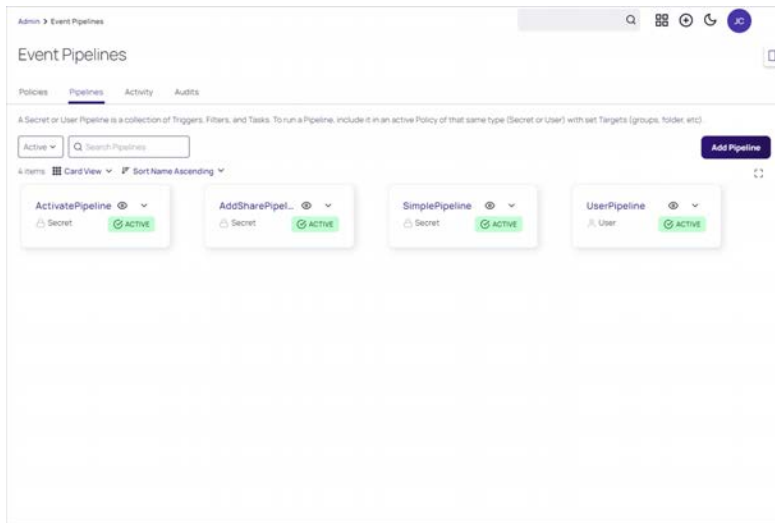 Admin > Event Pipelines
JC
Event Pipelines
Policies Pipelines Activity Audits
A Secret or User Pipeline is a collection of Triggers, Filters, and Tasks. To run a Pipeline, include it in an active Policy of that same type (Secret or User) with set Targets (groups, folder, etc).
Active Search Pipelines Add Pipeline
4 items Card View Sort Name Ascending
ActivatePipeline AddSharePipel... SimplePipeline UserPipeline
Secret ACTIVE Secret ACTIVE Secret ACTIVE User ACTIVE